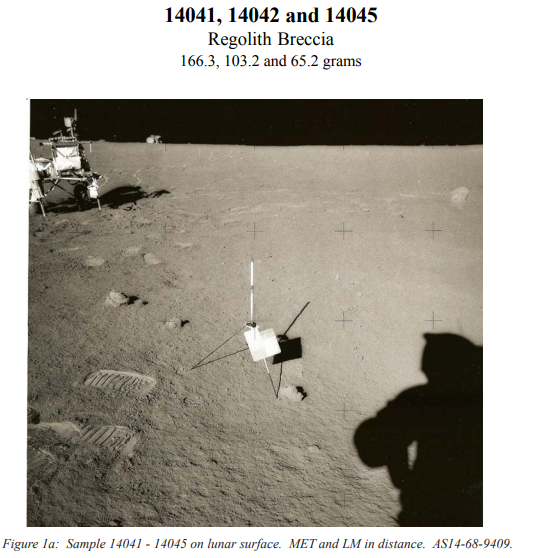 14041, 14042 and 14045
Regolith Breccia
166.3, 103.2 and 65.2 grams
Figure 1a: Sample 14041 - 14045 on lunar surface. MET and LM in distance. AS14-68-9409.